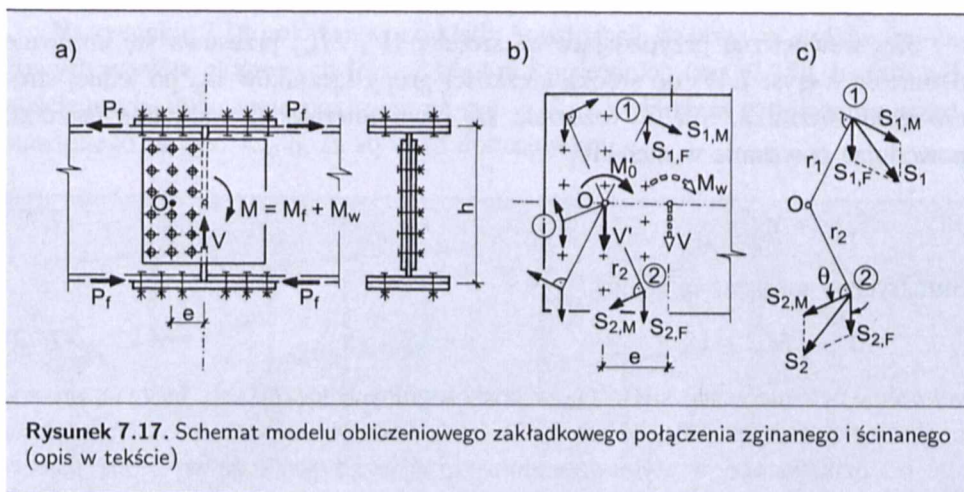 a)
b)
c)
P_f
P_f
O
M = M_f + M_w
V
P_f
P_f
e
h
1
S_1,M
S_1,F
M_0
M_w
O
i
V'
V
r_2
2
S_2,M
S_2,F
e
1
S_1,M
r_1
S_1,F
S_1
O
r_2
θ
2
S_2,M
S_2,F
S_2
Rysunek 7.17. Schemat modelu obliczeniowego zakładkowego połączenia zginanego i ścinanego
(opis w tekście)